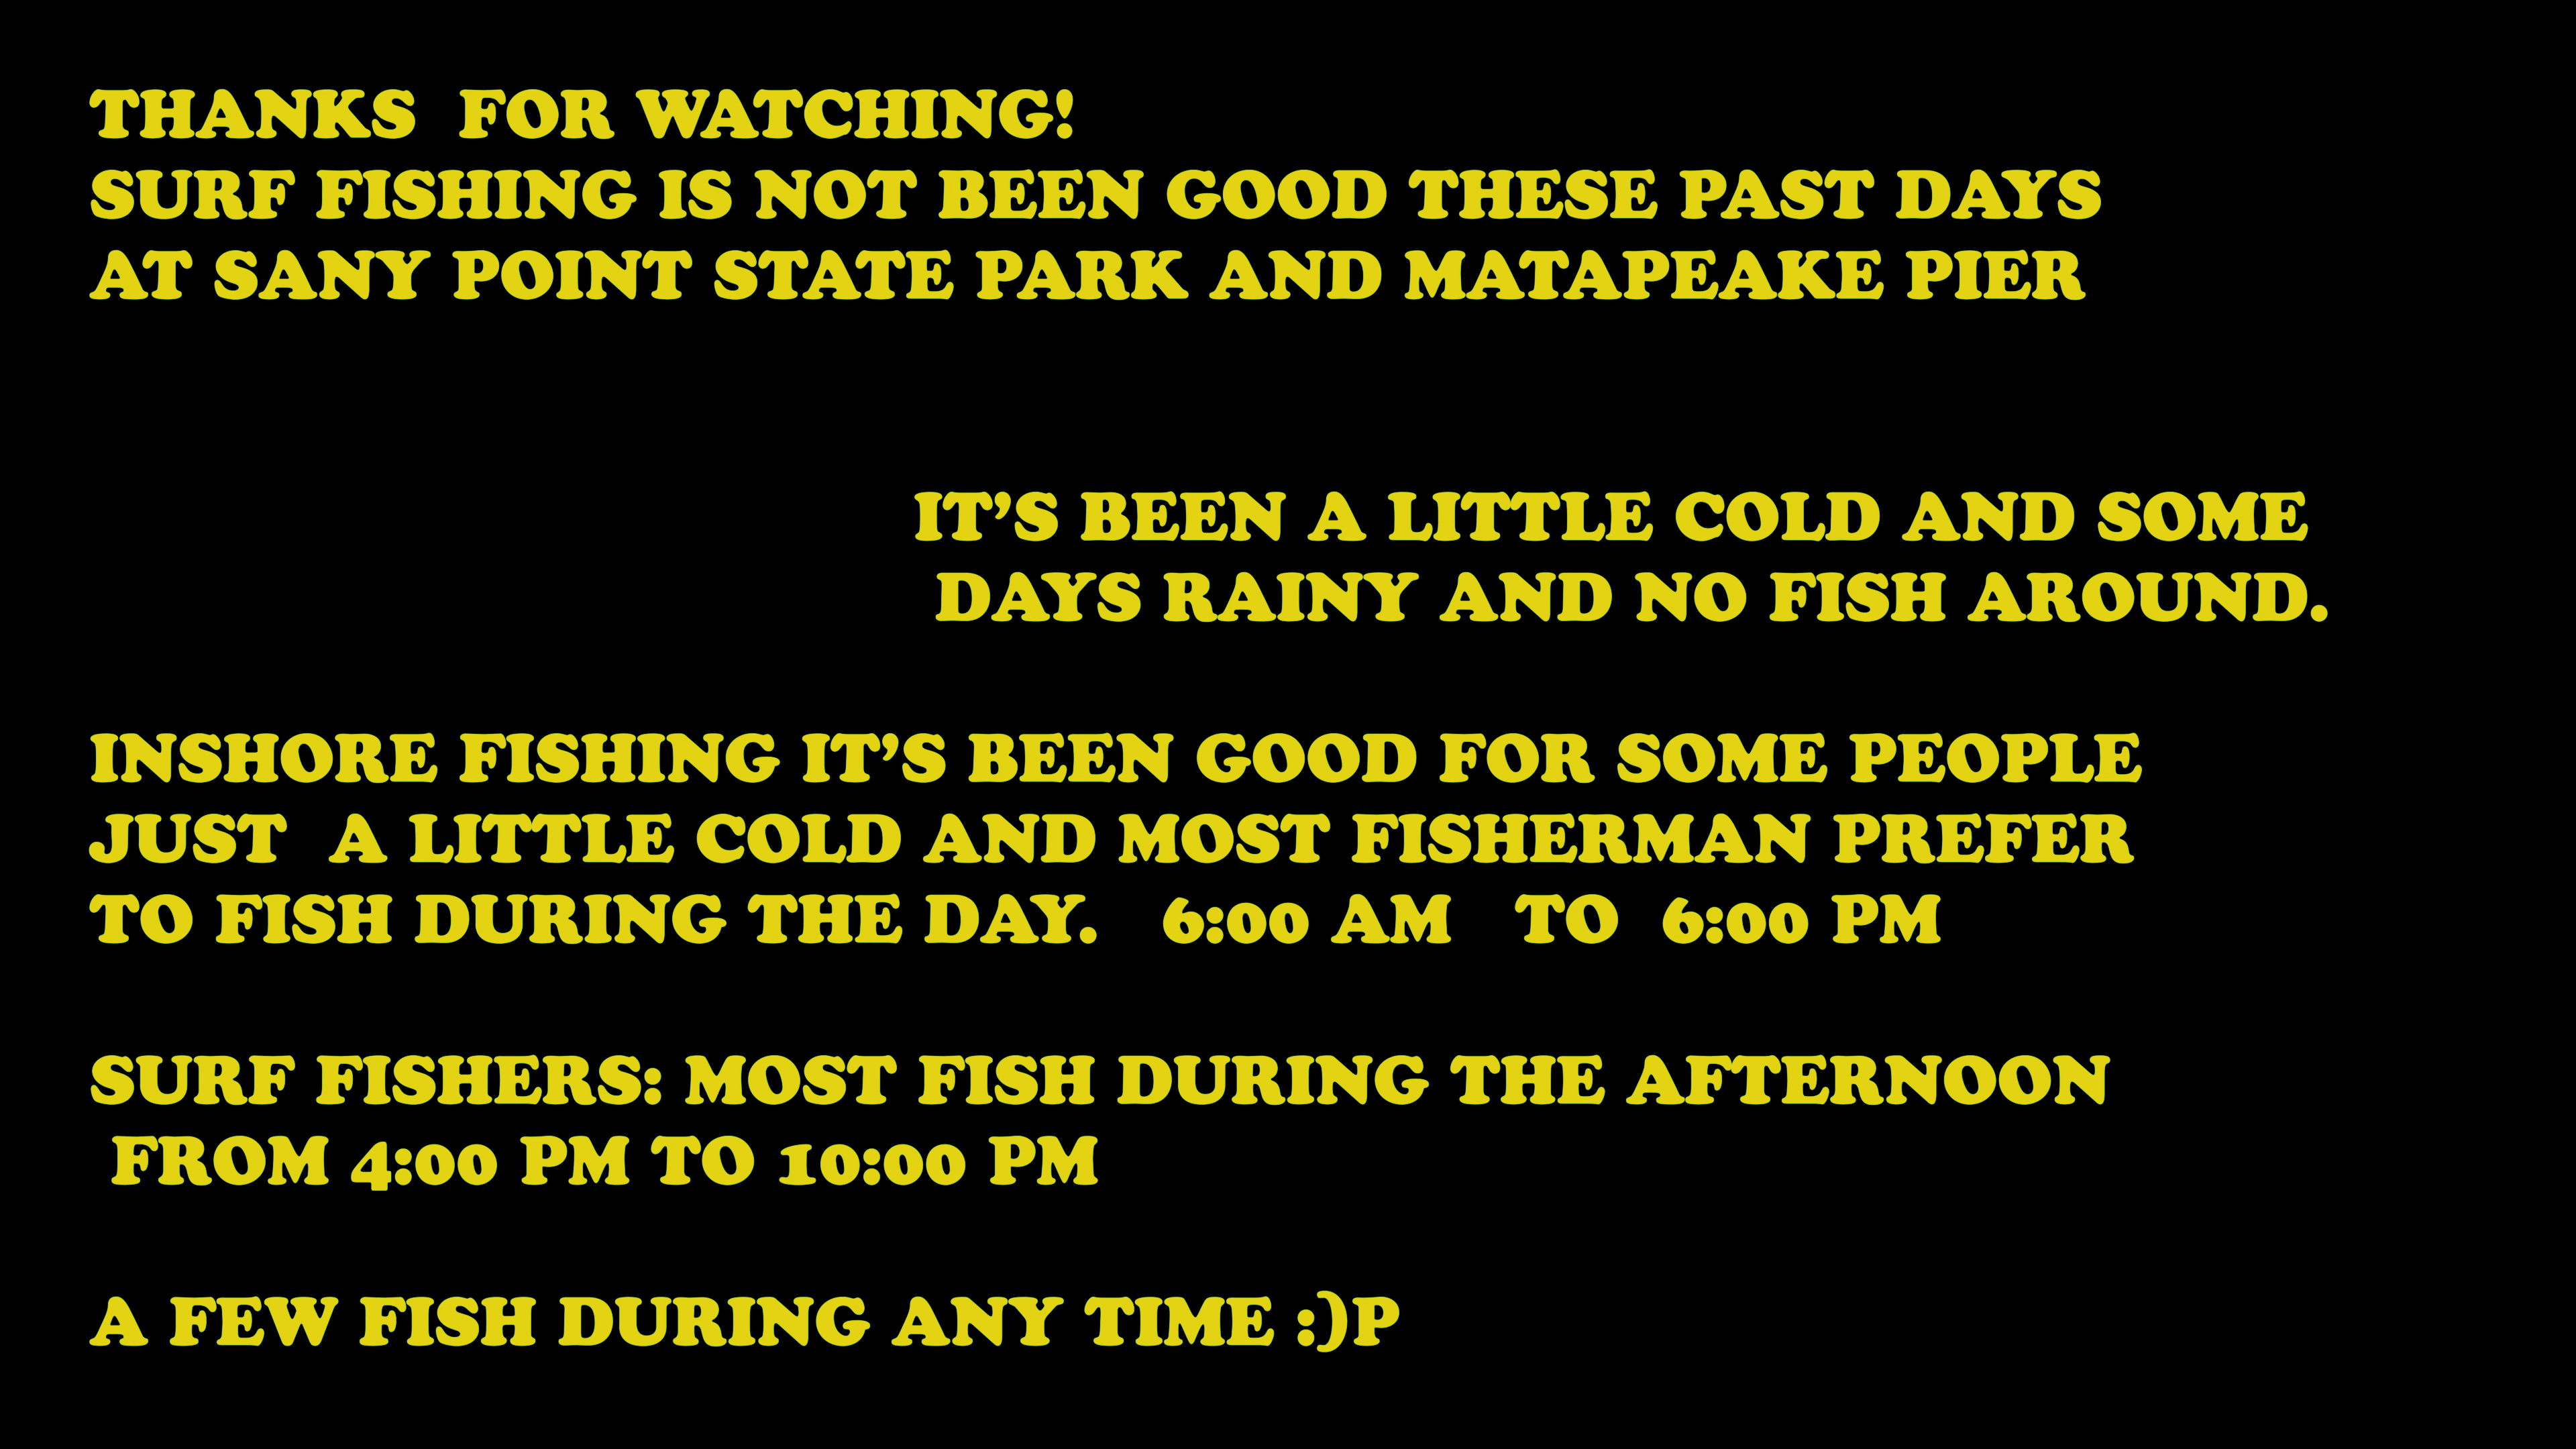 THANKS  FOR WATCHING!
SURF FISHING IS NOT BEEN GOOD THESE PAST DAYS
AT SANY POINT STATE PARK AND MATAPEAKE PIER
IT'S BEEN A LITTLE COLD AND SOME
DAYS RAINY AND NO FISH AROUND.
INSHORE FISHING IT'S BEEN GOOD FOR SOME PEOPLE
JUST  A LITTLE COLD AND MOST FISHERMAN PREFER
TO FISH DURING THE DAY.   6:00 AM   TO  6:00 PM
SURF FISHERS: MOST FISH DURING THE AFTERNOON
FROM 4:00 PM TO 10:00 PM
A FEW FISH DURING ANY TIME :)P